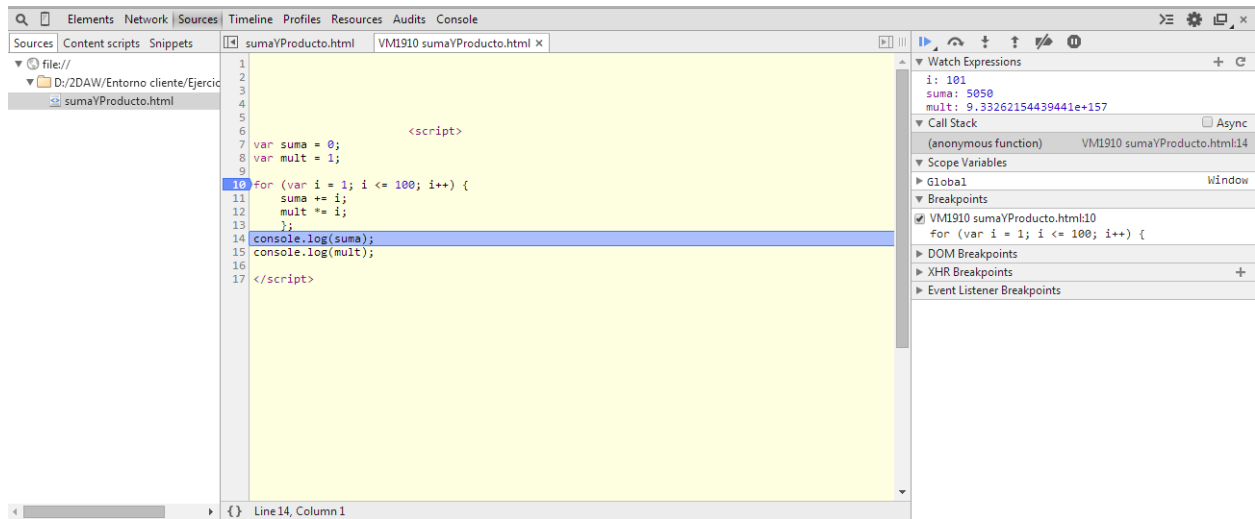 Elements Network Sources Timeline Profiles Resources Audits Console
Sources Content scripts Snippets
file://
D:/2DAW/Entorno cliente/Ejercic
sumaYProducto.html
sumaYProducto.html VM1910 sumaYProducto.html ×
1
2
3
4
5
6 <script>
7 var suma = 0;
8 var mult = 1;
9
10 for (var i = 1; i <= 100; i++) {
11 suma += i;
12 mult *= i;
13 };
14 console.log(suma);
15 console.log(mult);
16
17 </script>
{} Line 14, Column 1
Watch Expressions
i: 101
suma: 5050
mult: 9.33262154439441e+157
Call Stack Async
(anonymous function) VM1910 sumaYProducto.html:14
Scope Variables
Global Window
Breakpoints
VM1910 sumaYProducto.html:10
for (var i = 1; i <= 100; i++) {
DOM Breakpoints
XHR Breakpoints +
Event Listener Breakpoints